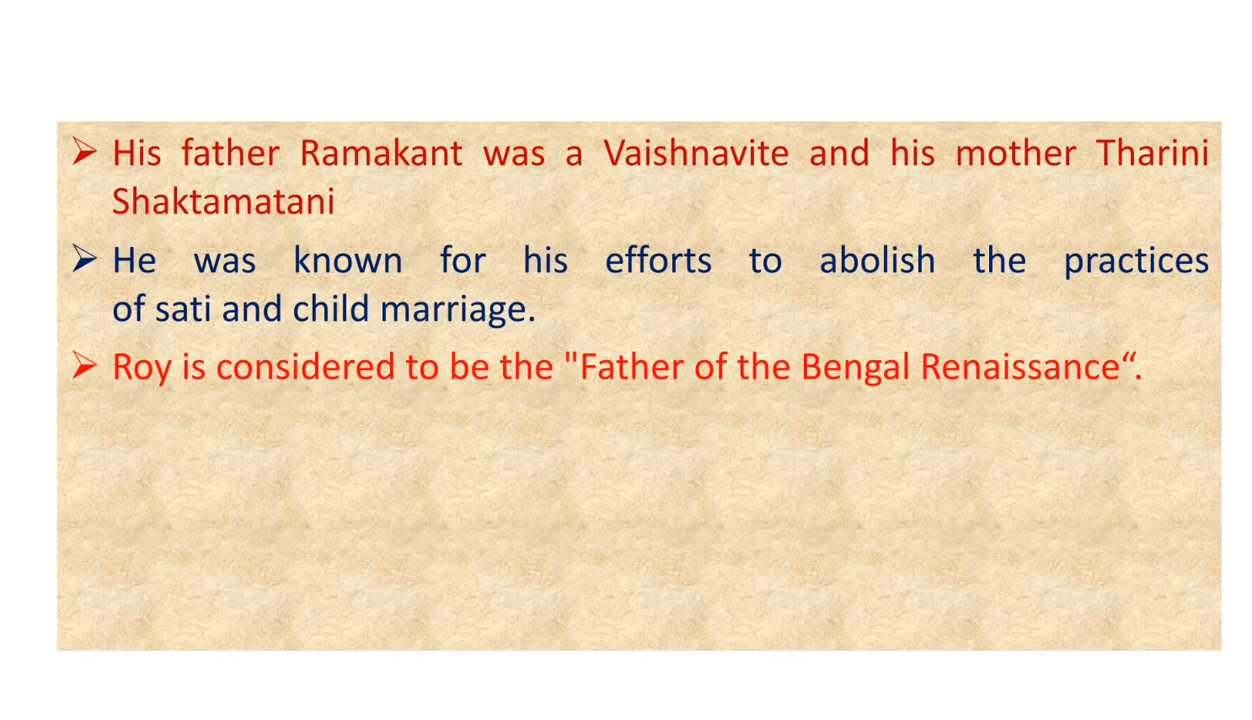 ➢ His father Ramakant was a Vaishnavite and his mother Tharini
Shaktamatani
➢ He was known for his efforts to abolish the practices
of sati and child marriage.
➢ Roy is considered to be the "Father of the Bengal Renaissance“.